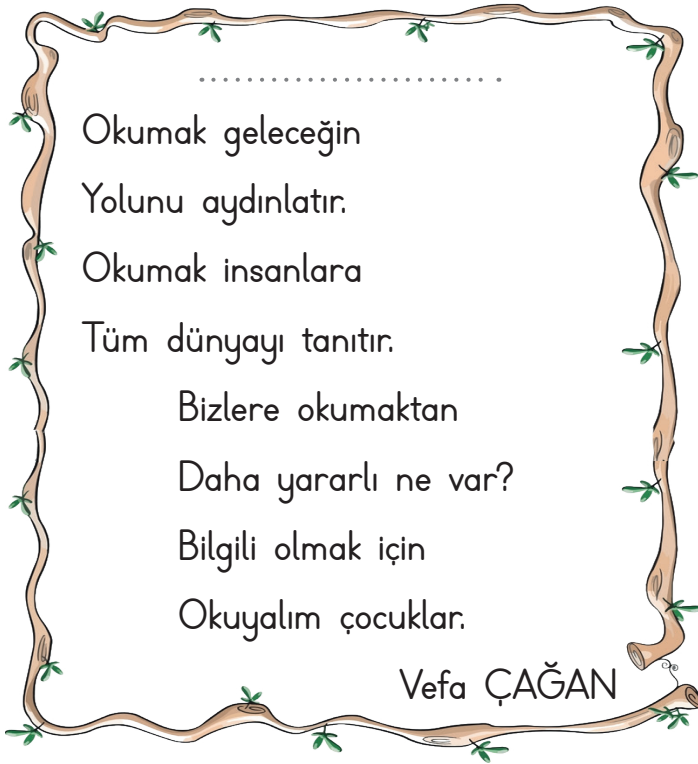 ..........................
Okumak geleceğin
Yolunu aydınlatır.
Okumak insanlara
Tüm dünyayı tanıtır.
Bizlere okumaktan
Daha yararlı ne var?
Bilgili olmak için
Okuyalım çocuklar.
Vefa ÇAĞAN